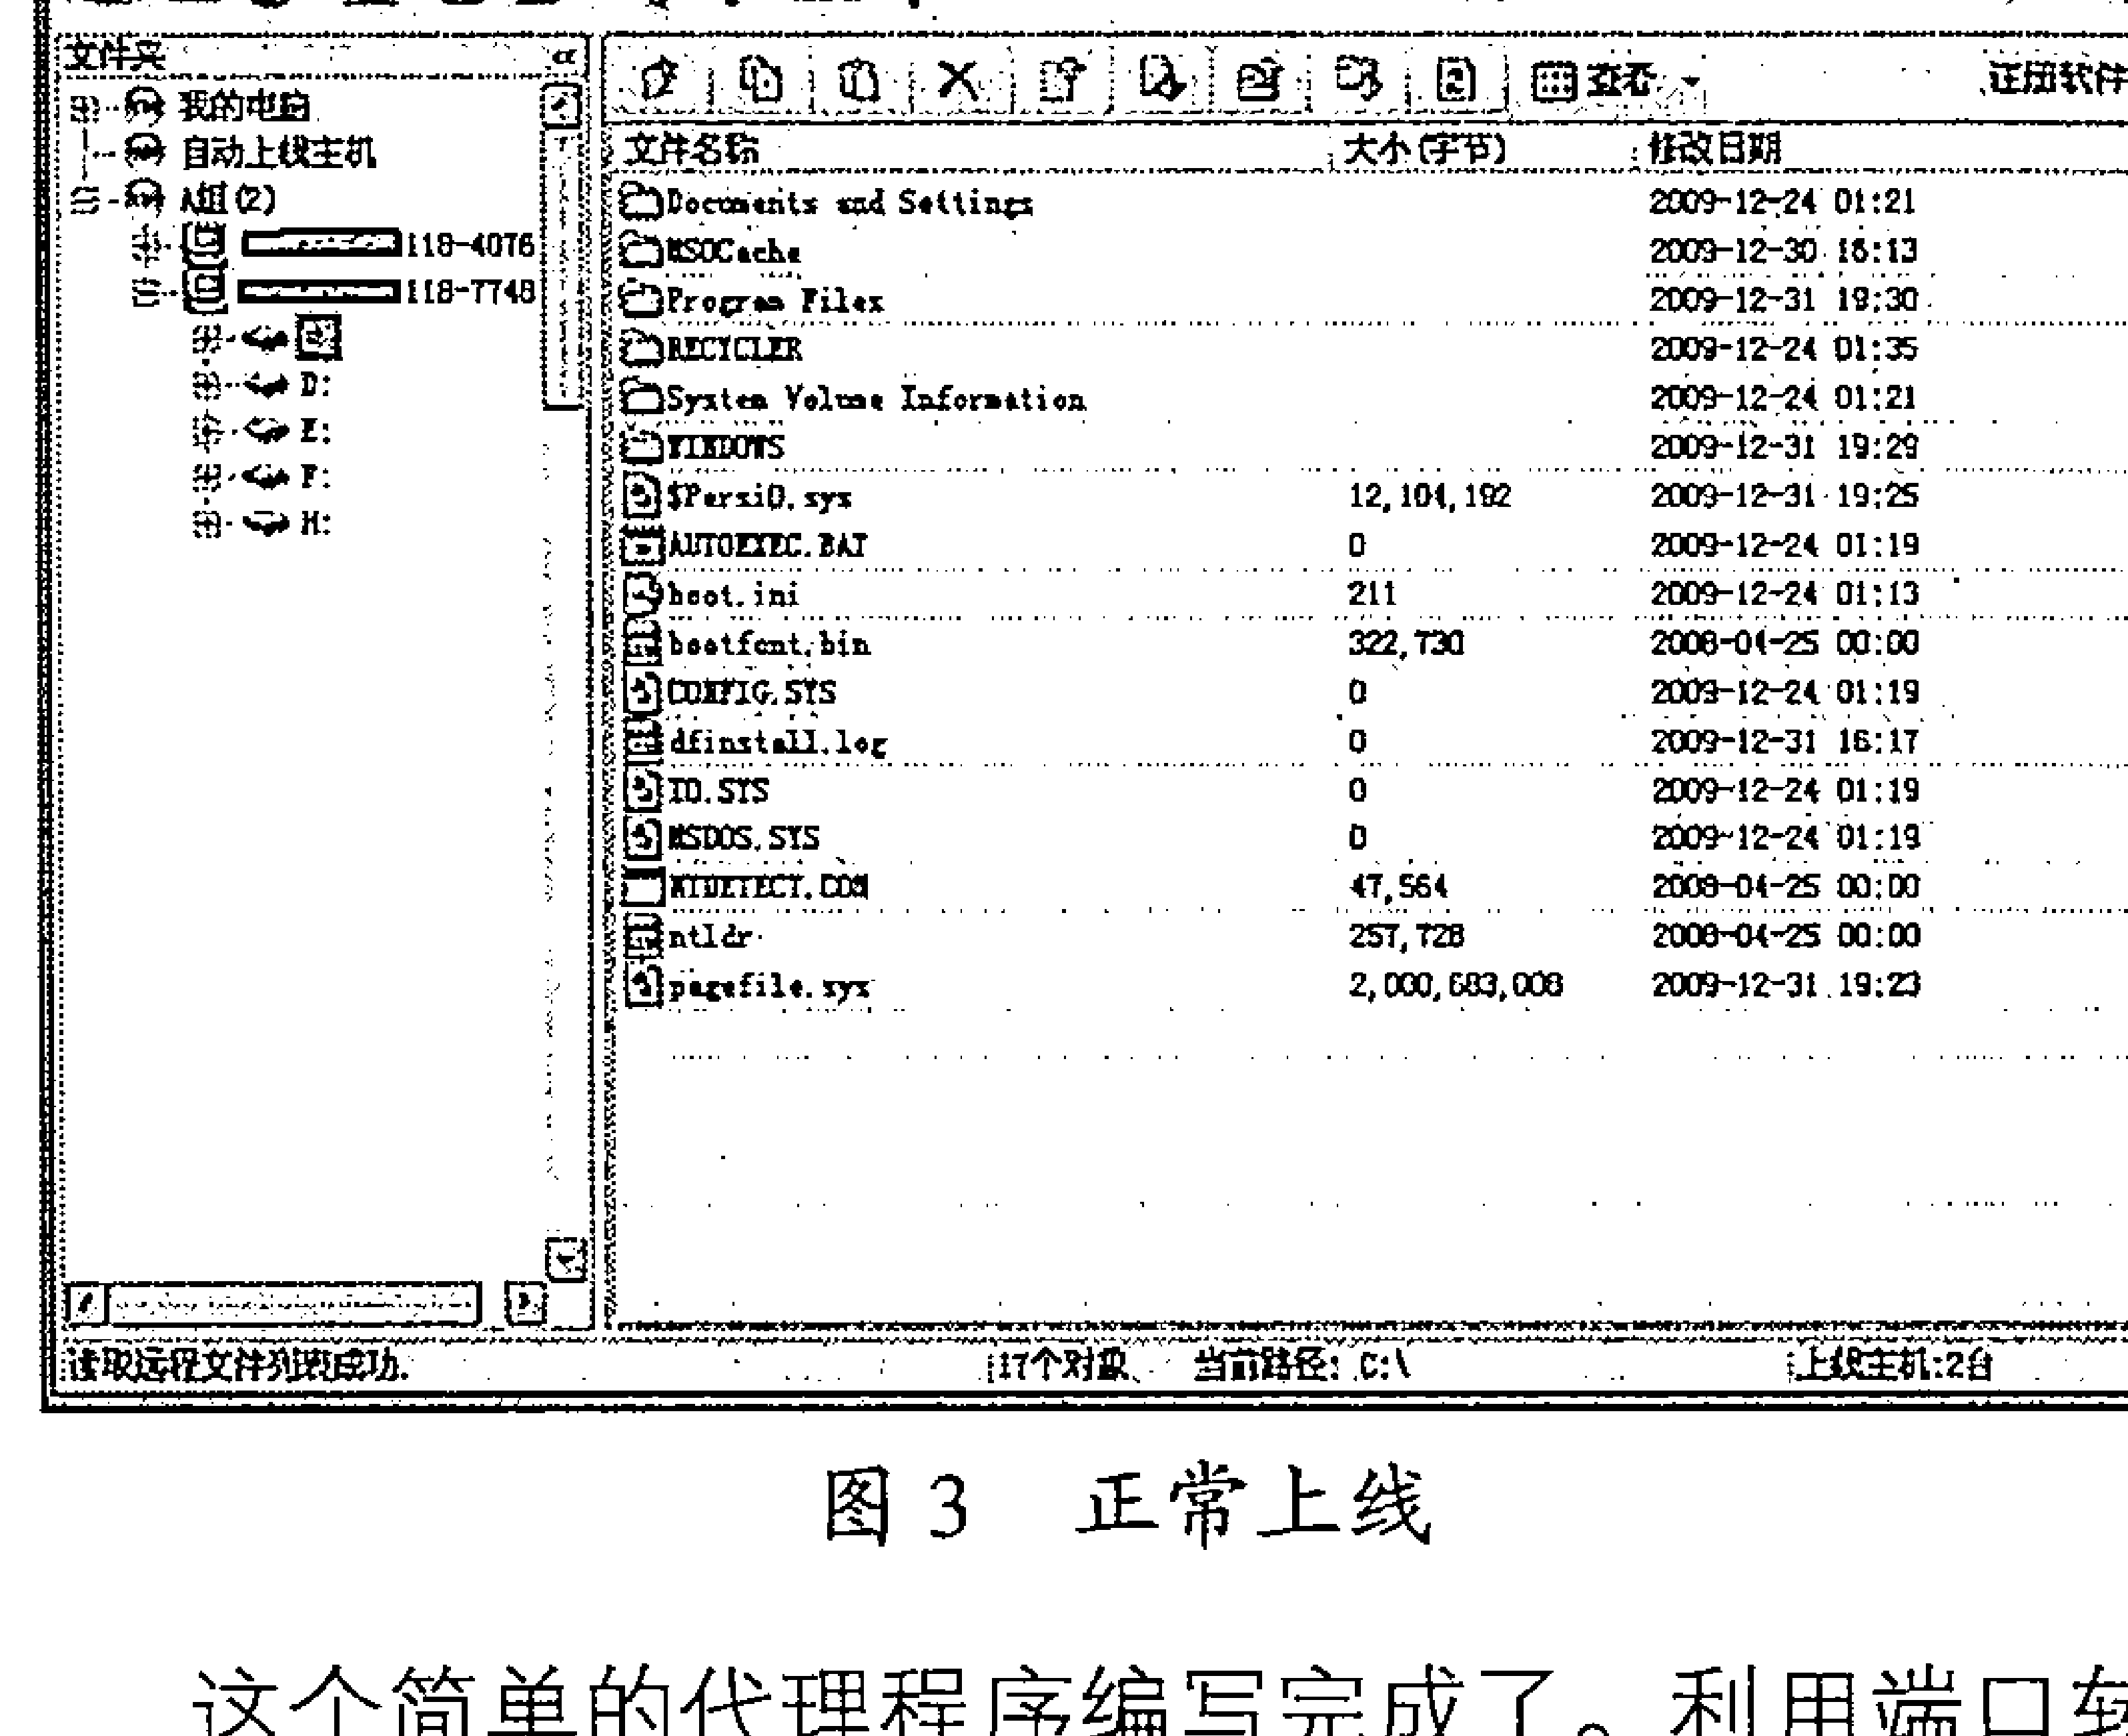 文件夹
我的电脑
自动上线主机
A组(2)
118-4076
118-7748
D:
E:
F:
H:
查看
注册软件
文件名称 大小(字节) 修改日期
Documents and Settings 2009-12-24 01:21
MSOCache 2009-12-30 16:13
Program Files 2009-12-31 19:30
RECYCLER 2009-12-24 01:35
System Volume Information 2009-12-24 01:21
WINDOWS 2009-12-31 19:29
$Persi0.sys 12,104,192 2009-12-31 19:25
AUTOEXEC.BAT 0 2009-12-24 01:19
boot.ini 211 2009-12-24 01:13
bootfont.bin 322,730 2008-04-25 00:00
CONFIG.SYS 0 2009-12-24 01:19
dfinstall.log 0 2009-12-31 16:17
IO.SYS 0 2009-12-24 01:19
MSDOS.SYS 0 2009-12-24 01:19
NTDETECT.COM 47,564 2008-04-25 00:00
ntldr 257,728 2008-04-25 00:00
pagefile.sys 2009-12-31 19:23
读取远程文件列表成功. 17个对象 当前路径: C:\ 上线主机:2台
图 3 正常上线
这个简单的代理程序编写完成了。利用端口转